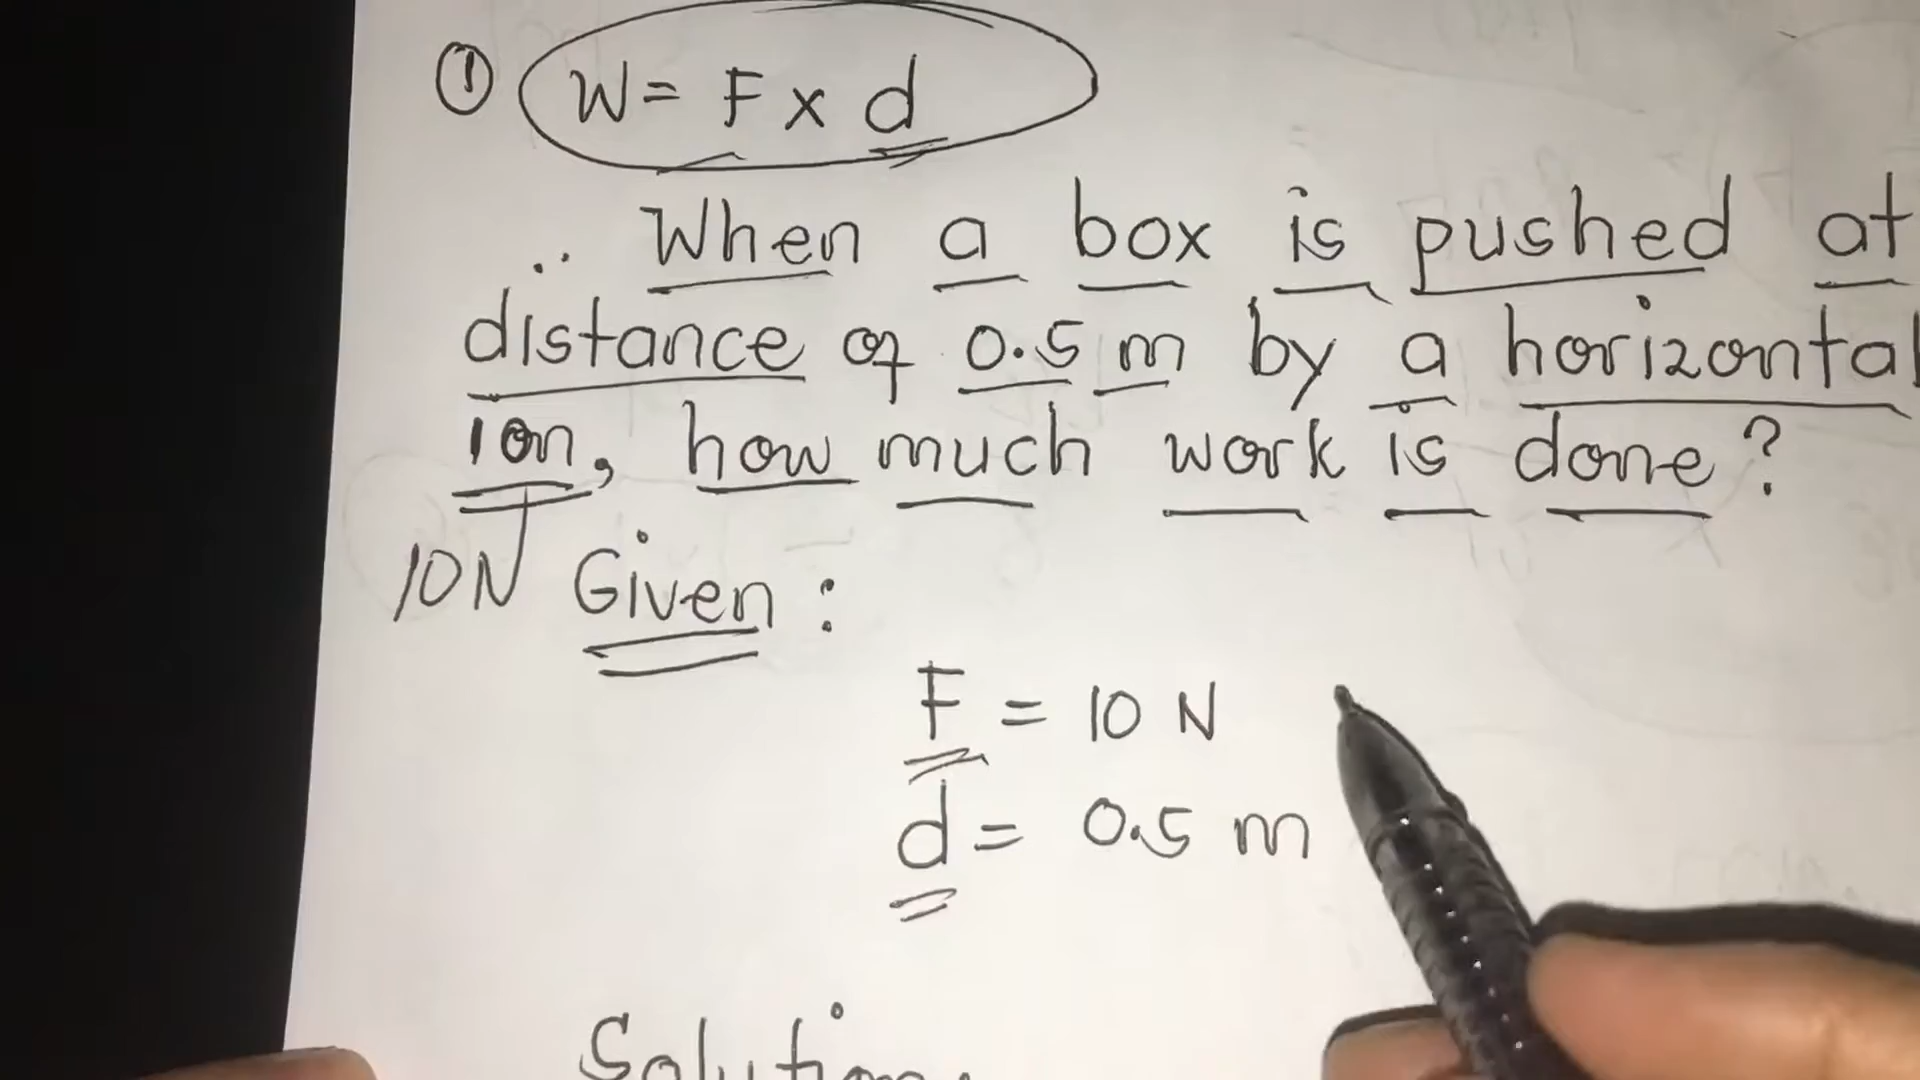 ① W = F x d
.. When a box is pushed at
distance of 0.5 m by a horizontal
10n, how much work is done?
10N Given:
F = 10 N
d = 0.5 m
Solution: